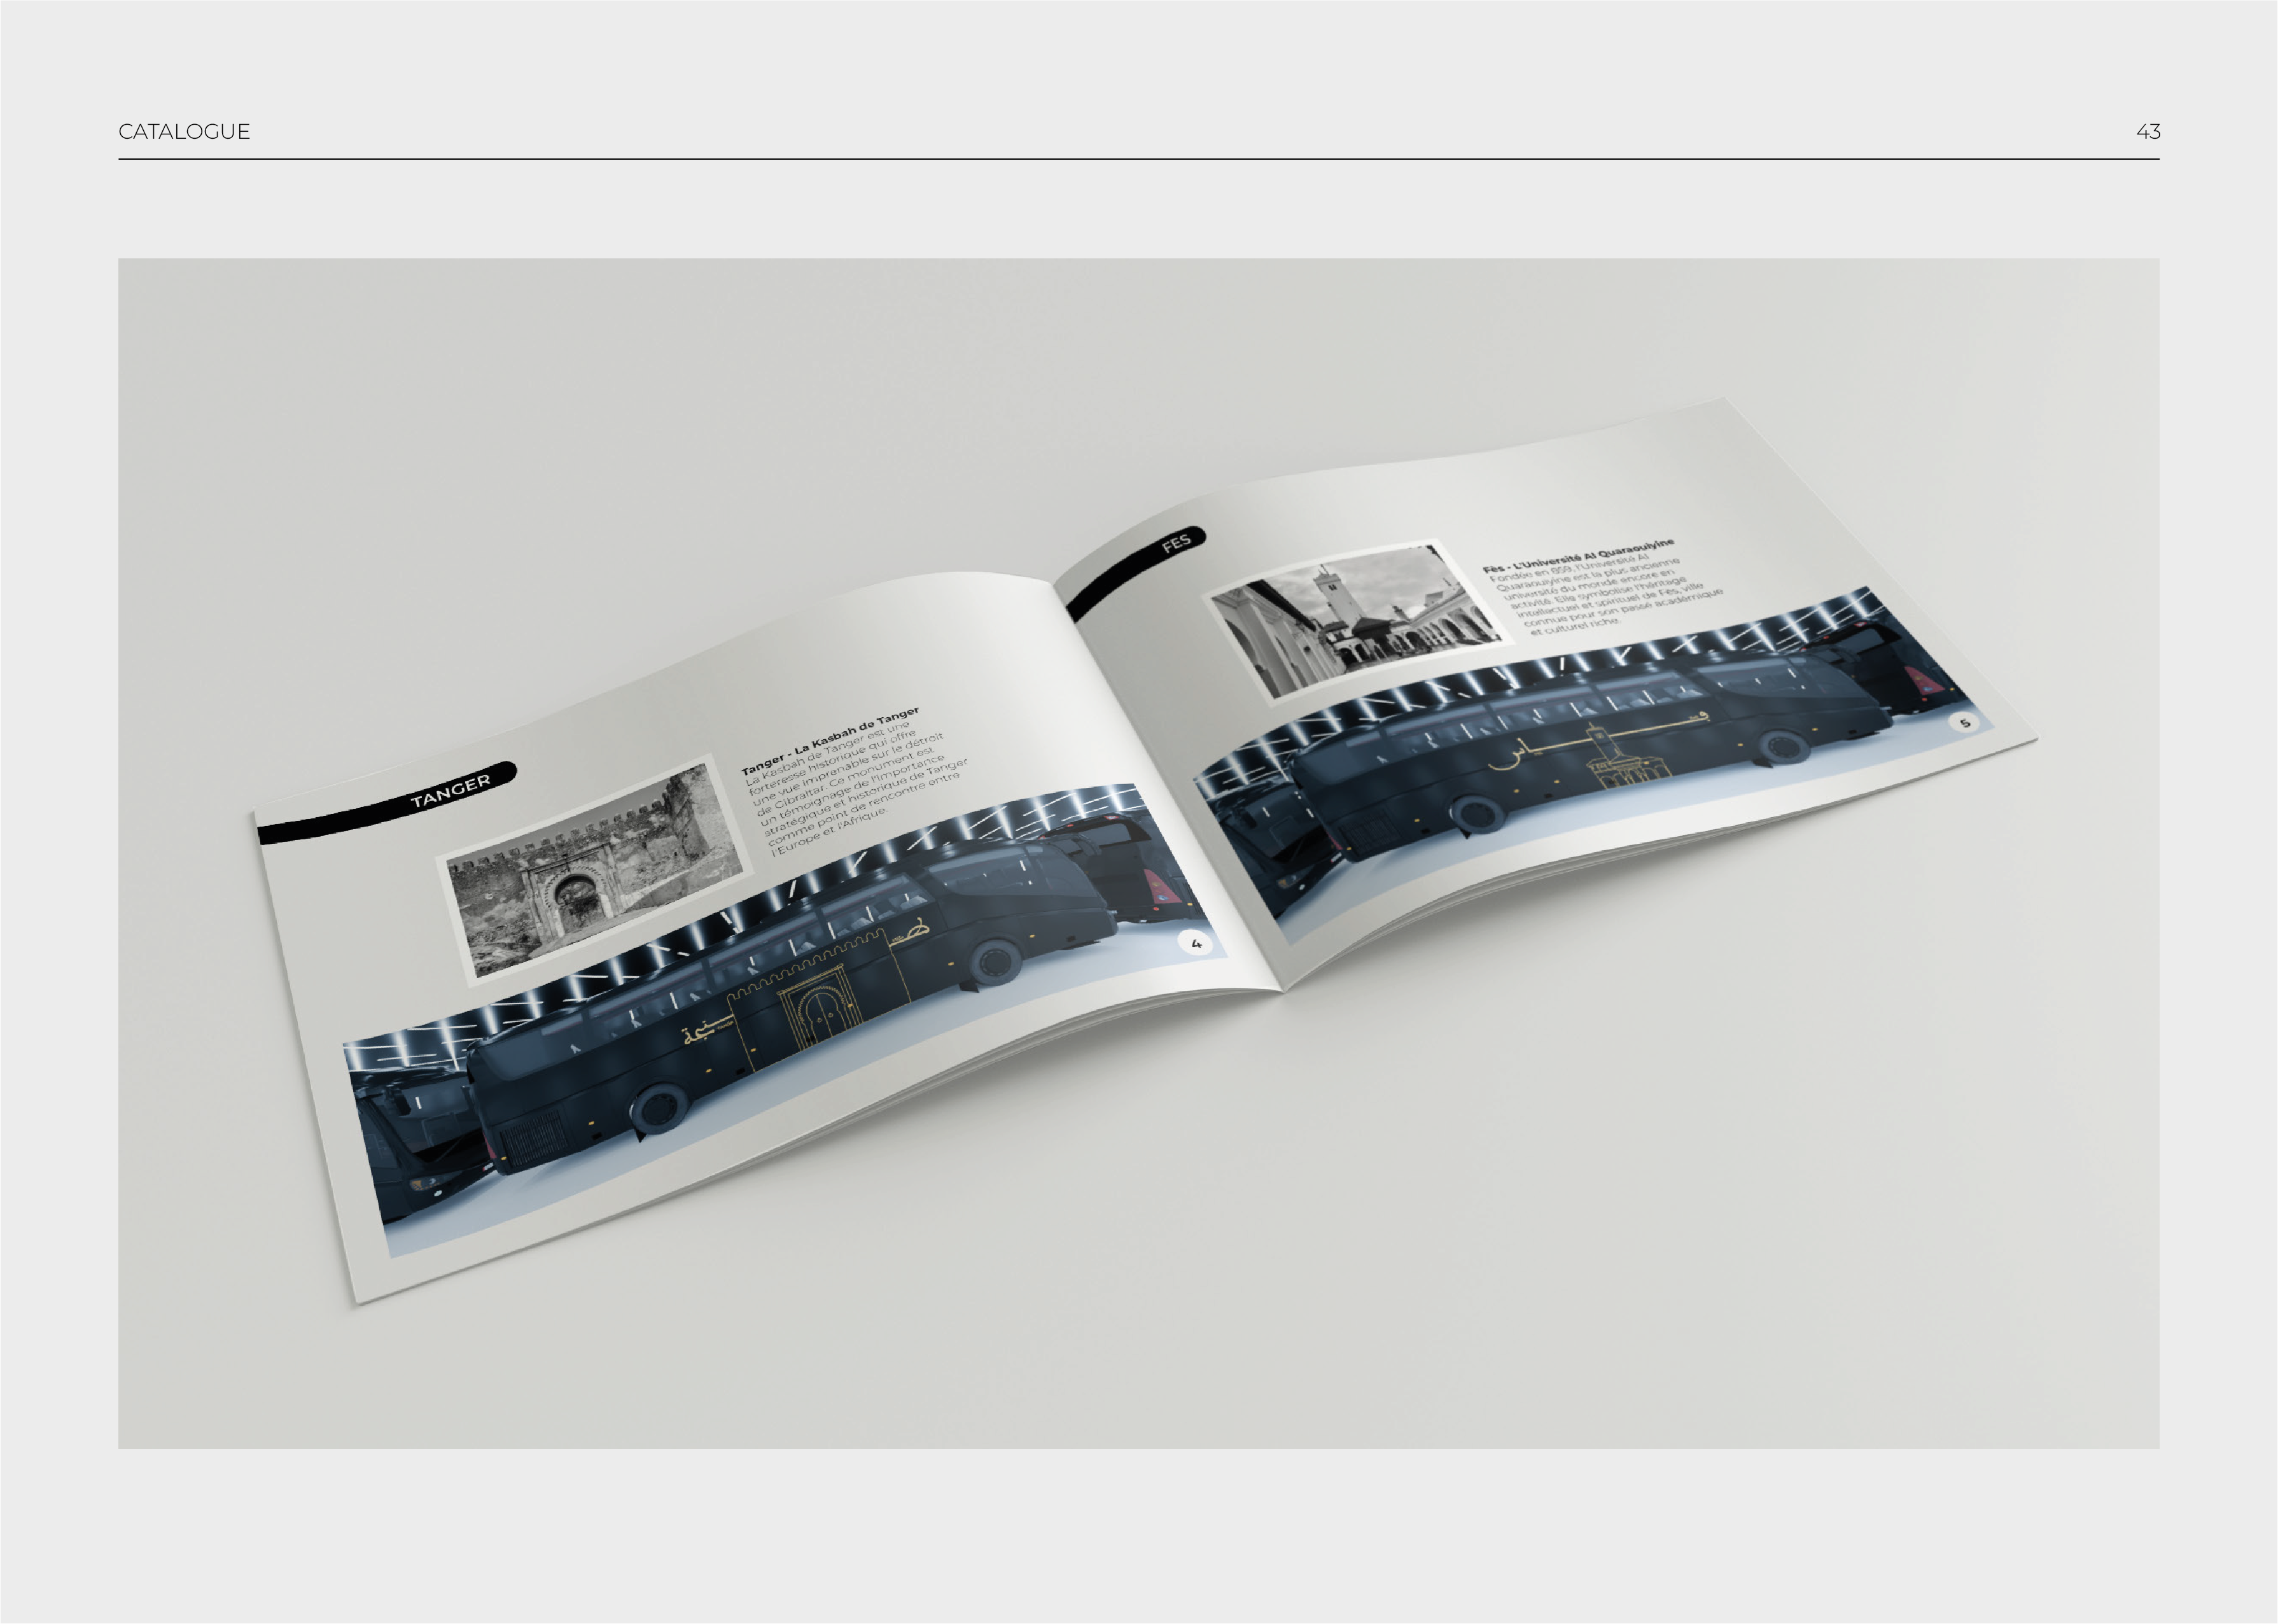 CATALOGUE
43
TANGER
Tanger - La Kasbah de Tanger
La Kasbah de Tanger est une
forteresse historique qui offre
une vue imprenable sur le détroit
de Gibraltar. Ce monument est
un témoignage de l'importance
stratégique et historique de Tanger
comme point de rencontre entre
l'Europe et l'Afrique.
4
FES
Fès - L'Université Al Quaraouiyine
Fondée en 859, l'Université Al
Quaraouiyine est la plus ancienne
université du monde encore en
activité. Elle symbolise l'héritage
intellectuel et spirituel de Fès, ville
connue pour son passé académique
et culturel riche.
فـــاس
5